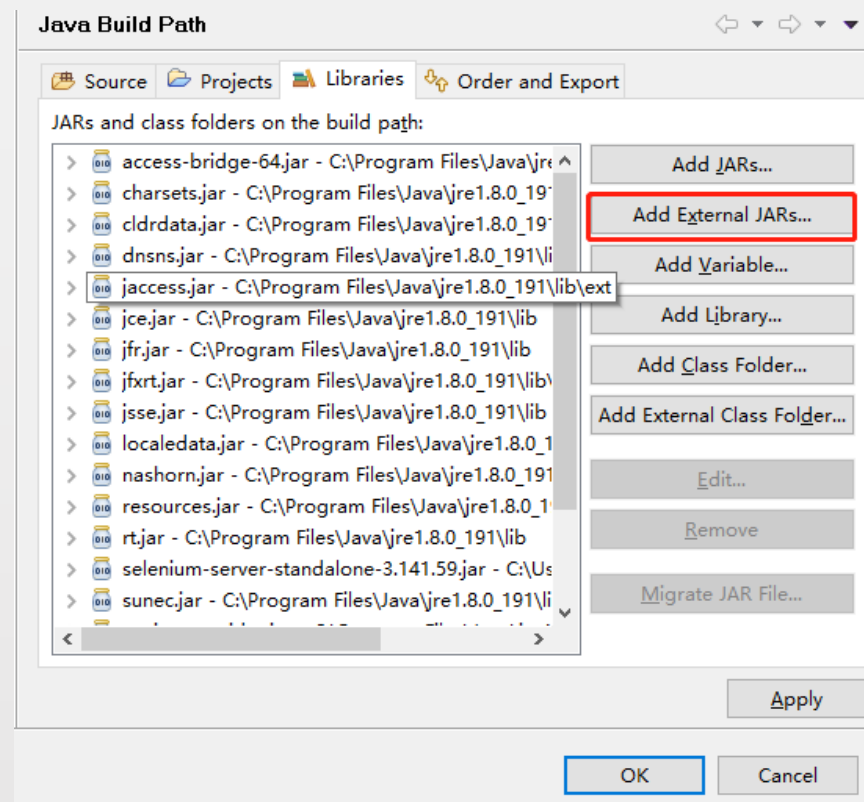 Java Build Path
Source Projects Libraries Order and Export
JARs and class folders on the build path:
access-bridge-64.jar - C:\Program Files\Java\jre
charsets.jar - C:\Program Files\Java\jre1.8.0_19
cldrdata.jar - C:\Program Files\Java\jre1.8.0_19
dnsns.jar - C:\Program Files\Java\jre1.8.0_191\li
jaccess.jar - C:\Program Files\Java\jre1.8.0_191\lib\ext
jce.jar - C:\Program Files\Java\jre1.8.0_191\lib
jfr.jar - C:\Program Files\Java\jre1.8.0_191\lib
jfxrt.jar - C:\Program Files\Java\jre1.8.0_191\lib\
jsse.jar - C:\Program Files\Java\jre1.8.0_191\lib
localedata.jar - C:\Program Files\Java\jre1.8.0_1
nashorn.jar - C:\Program Files\Java\jre1.8.0_191
resources.jar - C:\Program Files\Java\jre1.8.0_1
rt.jar - C:\Program Files\Java\jre1.8.0_191\lib
selenium-server-standalone-3.141.59.jar - C:\Us
sunec.jar - C:\Program Files\Java\jre1.8.0_191\li
Add JARs...
Add External JARs...
Add Variable...
Add Library...
Add Class Folder...
Add External Class Folder...
Edit...
Remove
Migrate JAR File...
Apply
OK Cancel